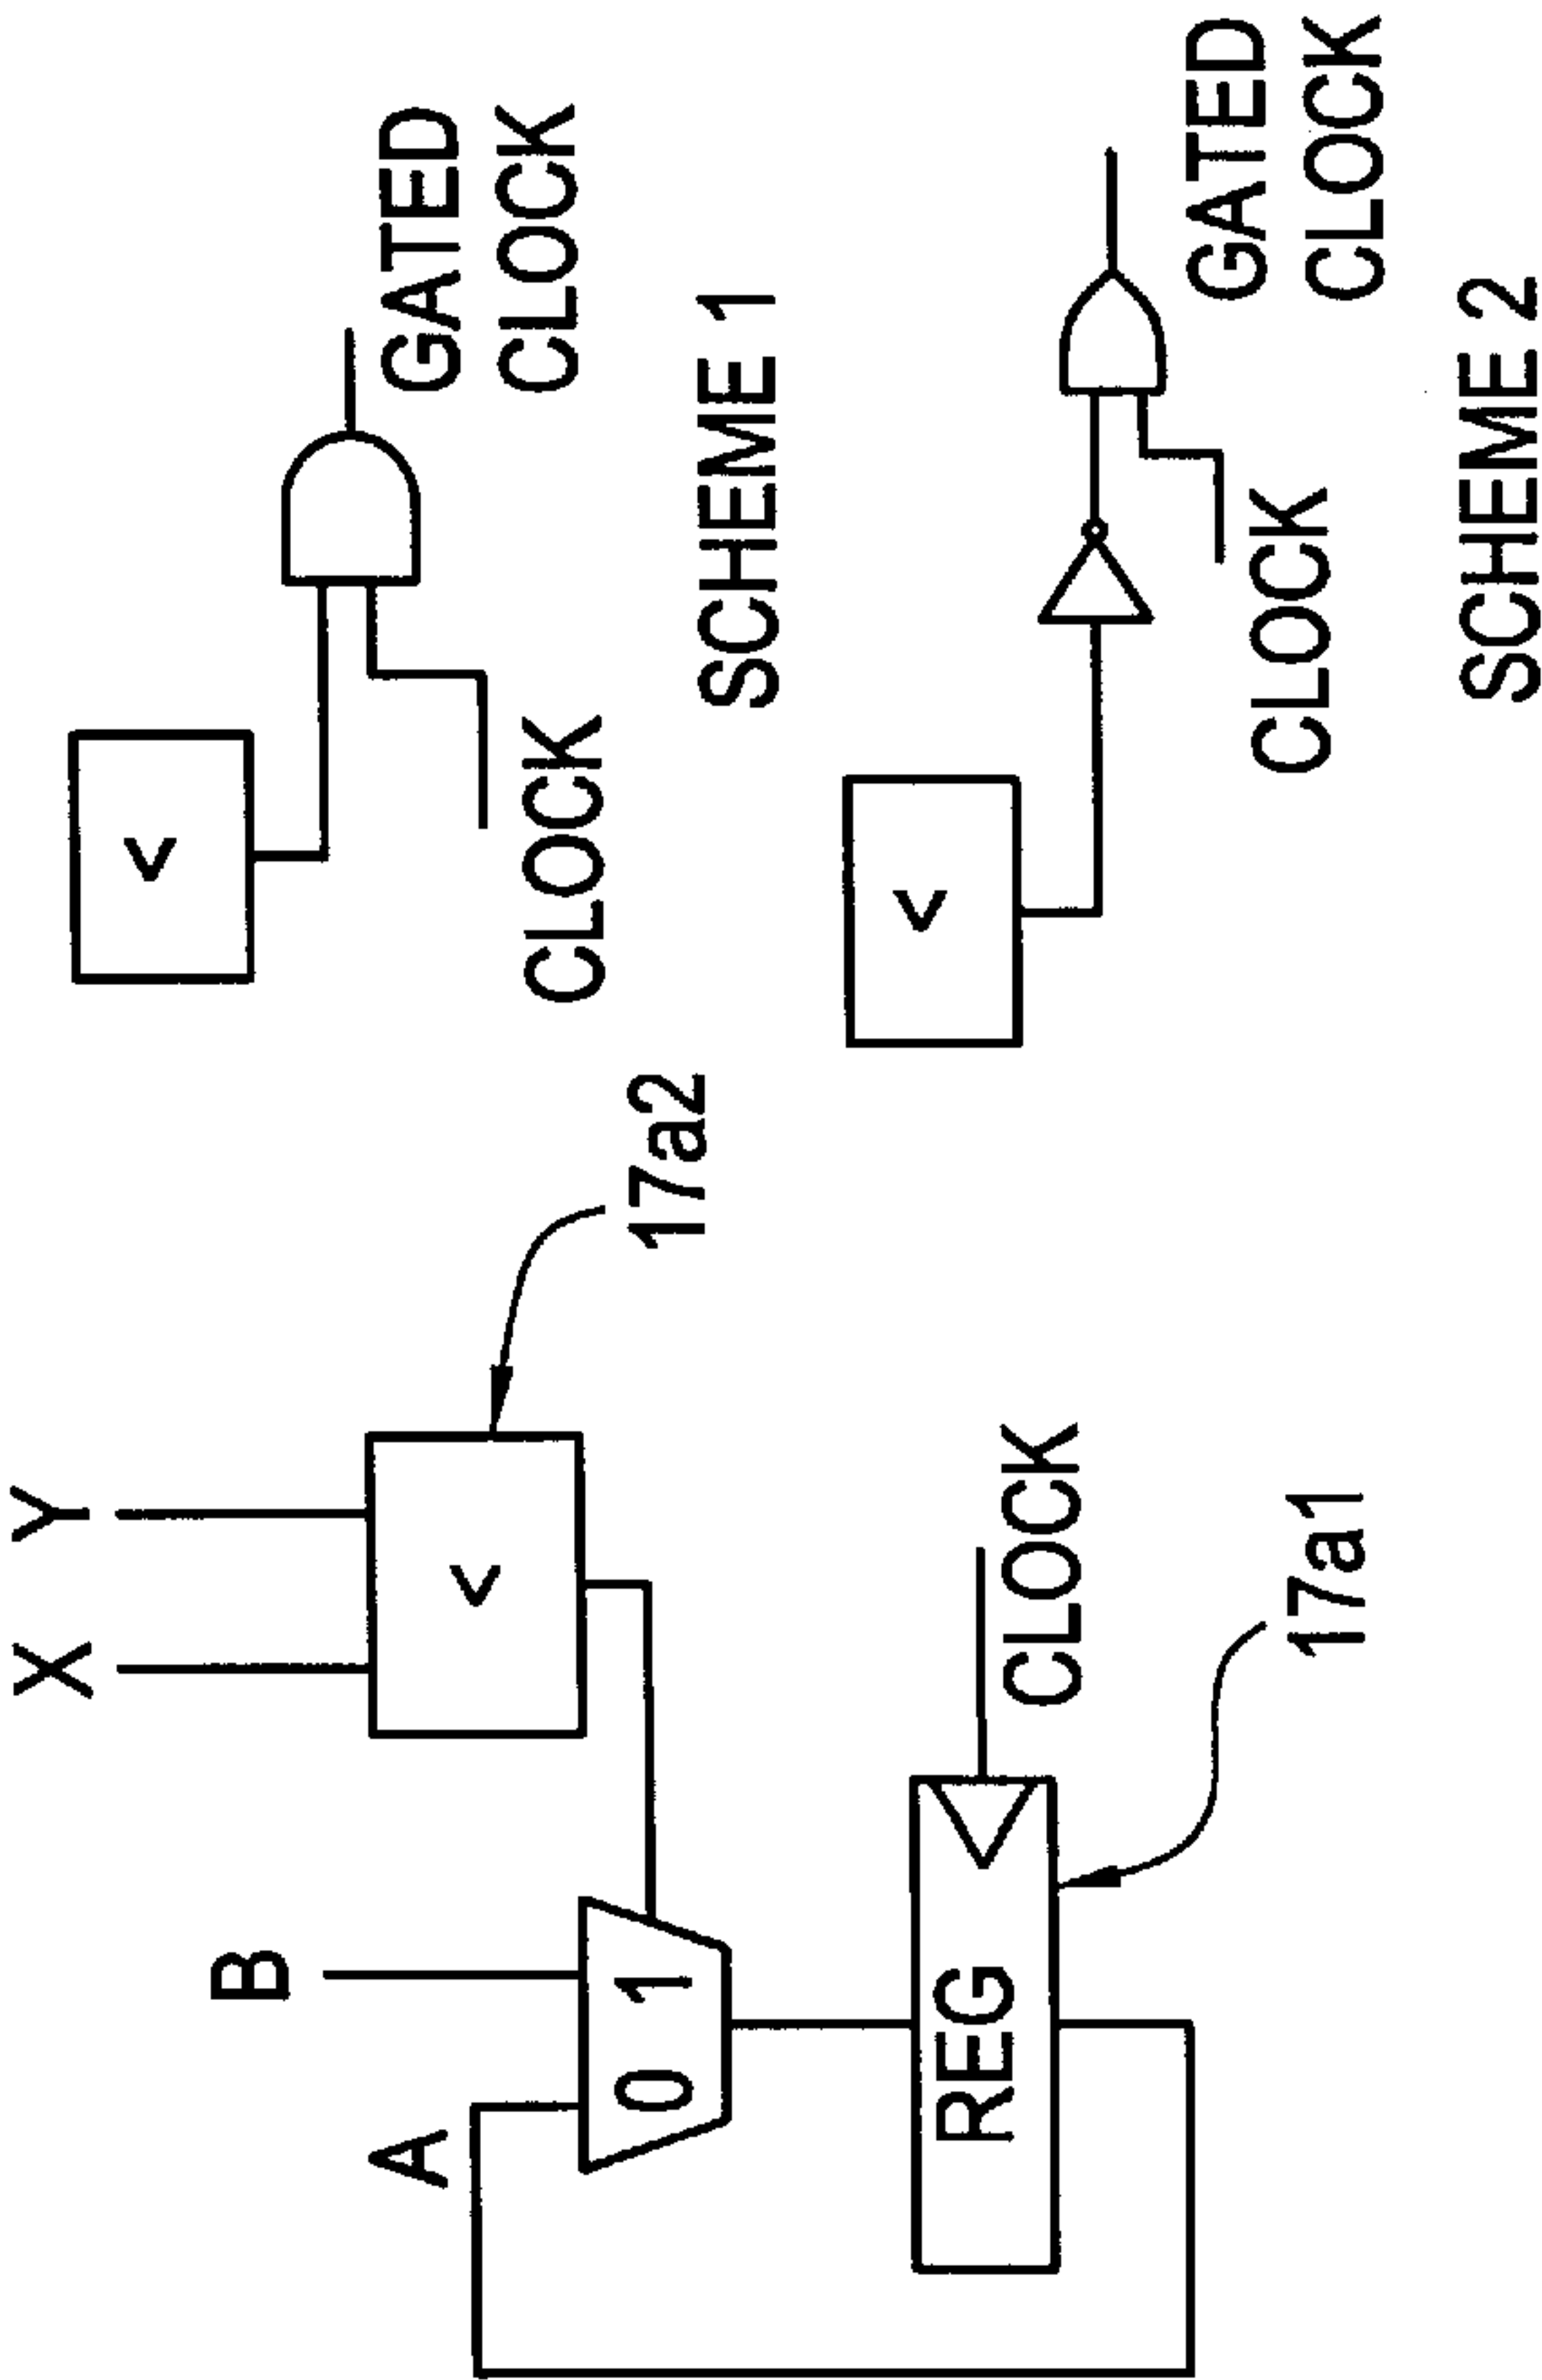 X
Y
B
<
17a2
A
0 1
REG
CLOCK
17a1
<
GATED
CLOCK
CLOCK
SCHEME 1
<
GATED
CLOCK
CLOCK
SCHEME 2